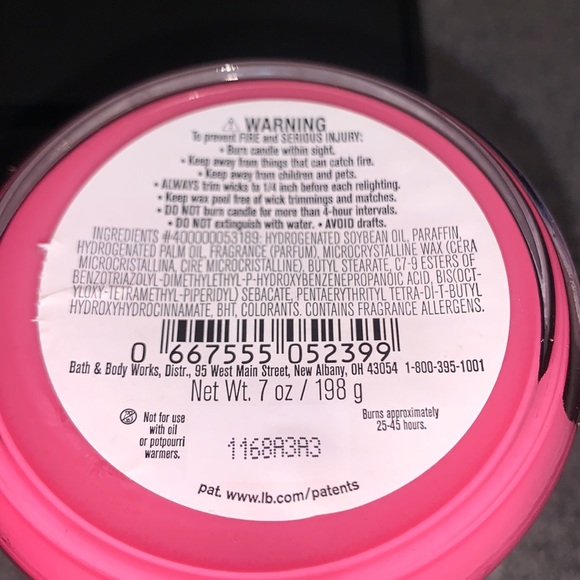 ⚠ WARNING
To prevent FIRE and SERIOUS INJURY:
• Burn candle within sight.
• Keep away from things that can catch fire.
• Keep away from children and pets.
• ALWAYS trim wicks to 1/4 inch before each relighting.
• Keep wax pool free of wick trimmings and matches.
• DO NOT burn candle for more than 4-hour intervals.
• DO NOT extinguish with water. • AVOID drafts.
INGREDIENTS #400000053189: HYDROGENATED SOYBEAN OIL, PARAFFIN,
HYDROGENATED PALM OIL, FRAGRANCE (PARFUM), MICROCRYSTALLINE WAX (CERA
MICROCRISTALLINA, CIRE MICROCRISTALLINE), BUTYL STEARATE, C7-9 ESTERS OF
BENZOTRIAZOLYL-DIMETHYLETHYL-P-HYDROXYBENZENEPROPANOIC ACID, BIS(OCT-
YLOXY-TETRAMETHYL-PIPERIDYL) SEBACATE, PENTAERYTHRITYL TETRA-DI-T-BUTYL
HYDROXYHYDROCINNAMATE, BHT, COLORANTS. CONTAINS FRAGRANCE ALLERGENS.
0 667555 052399
Bath & Body Works, Distr., 95 West Main Street, New Albany, OH 43054 1-800-395-1001
Net Wt. 7 oz / 198 g
Not for use
with oil
or potpourri
warmers.
1168A3A3
Burns approximately
25-45 hours.
pat. www.lb.com/patents